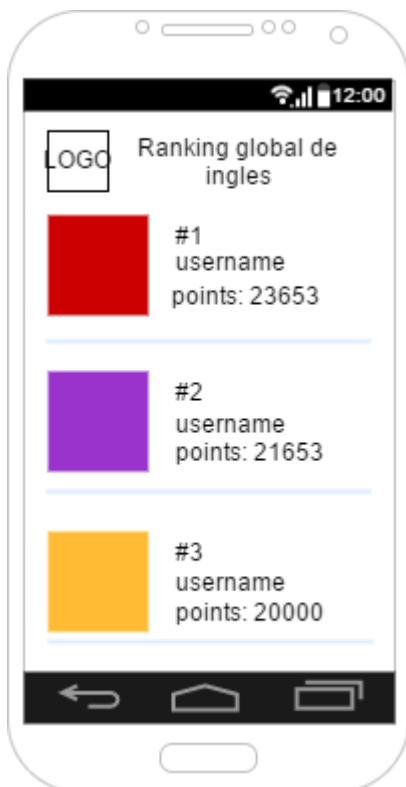 12:00
LOGO
Ranking global de
ingles
#1
username
points: 23653
#2
username
points: 21653
#3
username
points: 20000